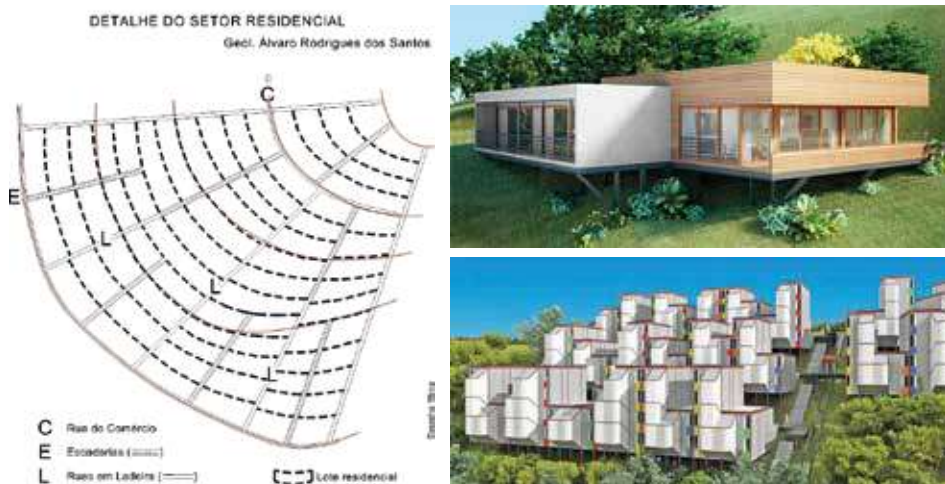 DETALHE DO SETOR RESIDENCIAL
Geol. Álvaro Rodrigues dos Santos
C
E
L
L
L
C Rua do Comércio
E Escadarias
L Ruas em Ladeira
Lote residencial